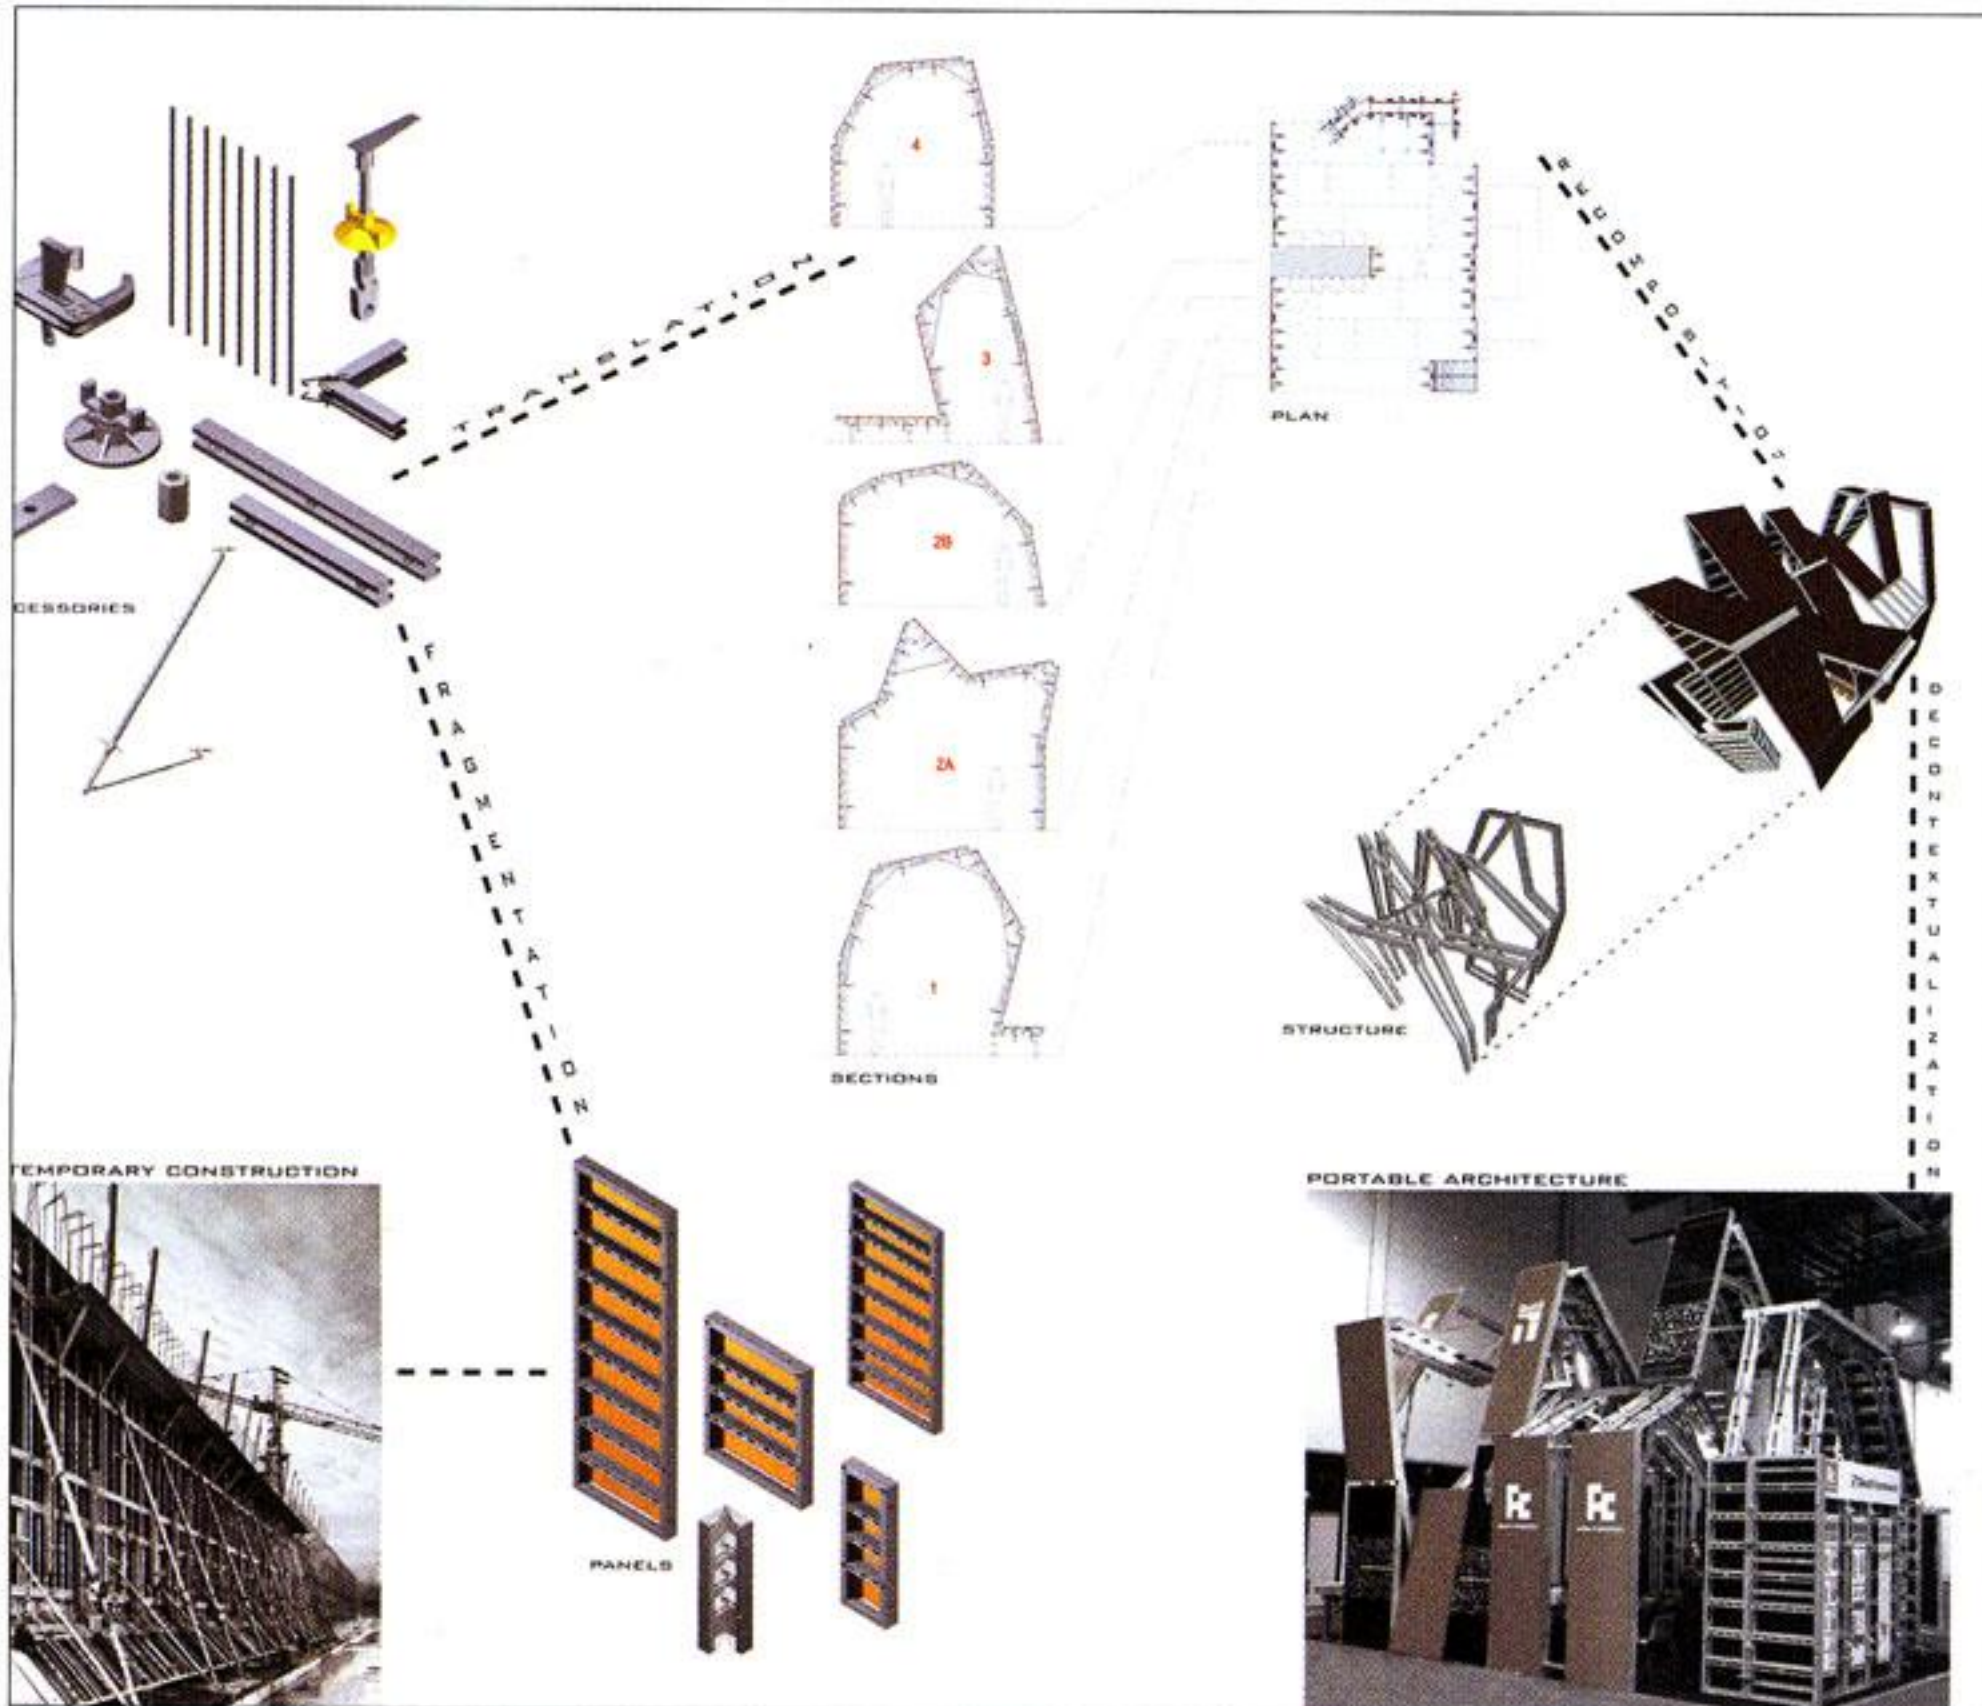 4
TRANSLATION
3
PLAN
RECOMPOSITION
2B
CESSORIES
FRAGMENTATION
2A
DECONTEXTUALIZATION
1
STRUCTURE
SECTIONS
TEMPORARY CONSTRUCTION
PORTABLE ARCHITECTURE
PANELS